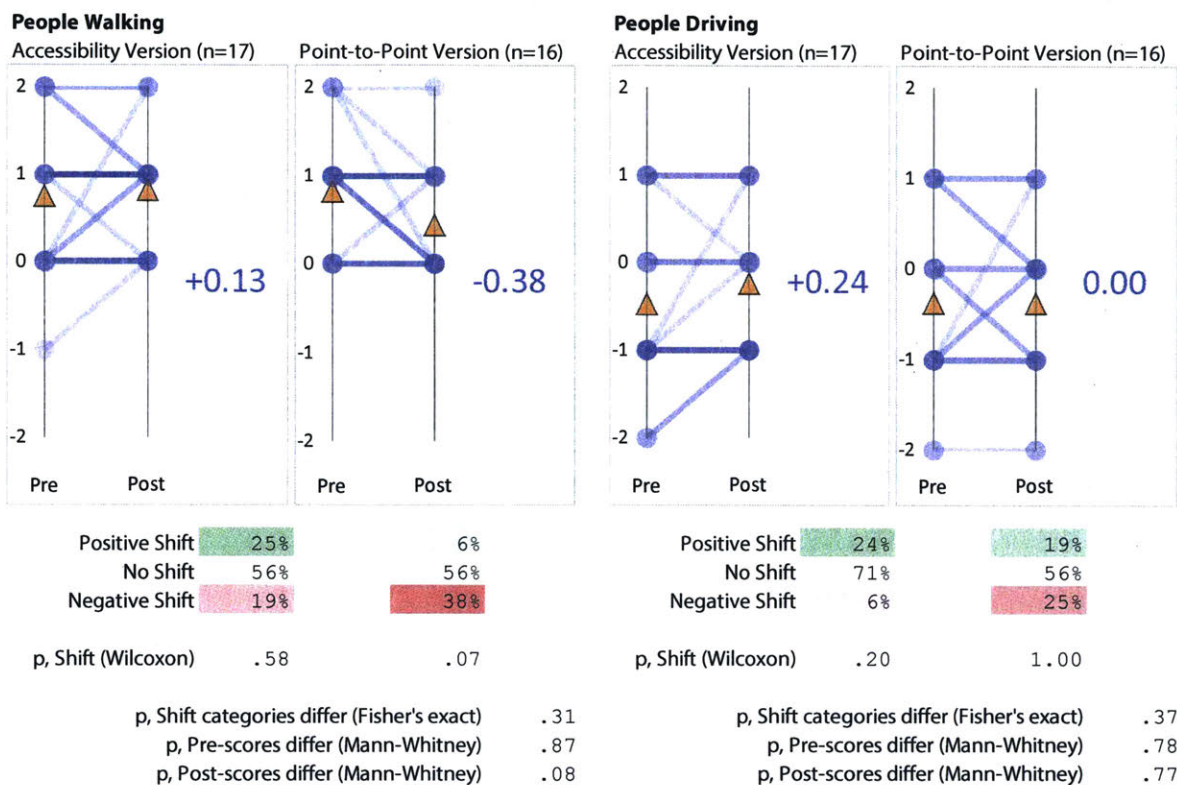 People Walking
Accessibility Version (n=17)
Point-to-Point Version (n=16)
2
1
0
-1
-2
+0.13
Pre
Post
2
1
0
-1
-2
-0.38
Pre
Post
Positive Shift 25% 6%
No Shift 56% 56%
Negative Shift 19% 38%
p, Shift (Wilcoxon) .58 .07
p, Shift categories differ (Fisher's exact) .31
p, Pre-scores differ (Mann-Whitney) .87
p, Post-scores differ (Mann-Whitney) .08
People Driving
Accessibility Version (n=17)
Point-to-Point Version (n=16)
2
1
0
-1
-2
+0.24
Pre
Post
2
1
0
-1
-2
0.00
Pre
Post
Positive Shift 24% 19%
No Shift 71% 56%
Negative Shift 6% 25%
p, Shift (Wilcoxon) .20 1.00
p, Shift categories differ (Fisher's exact) .37
p, Pre-scores differ (Mann-Whitney) .78
p, Post-scores differ (Mann-Whitney) .77